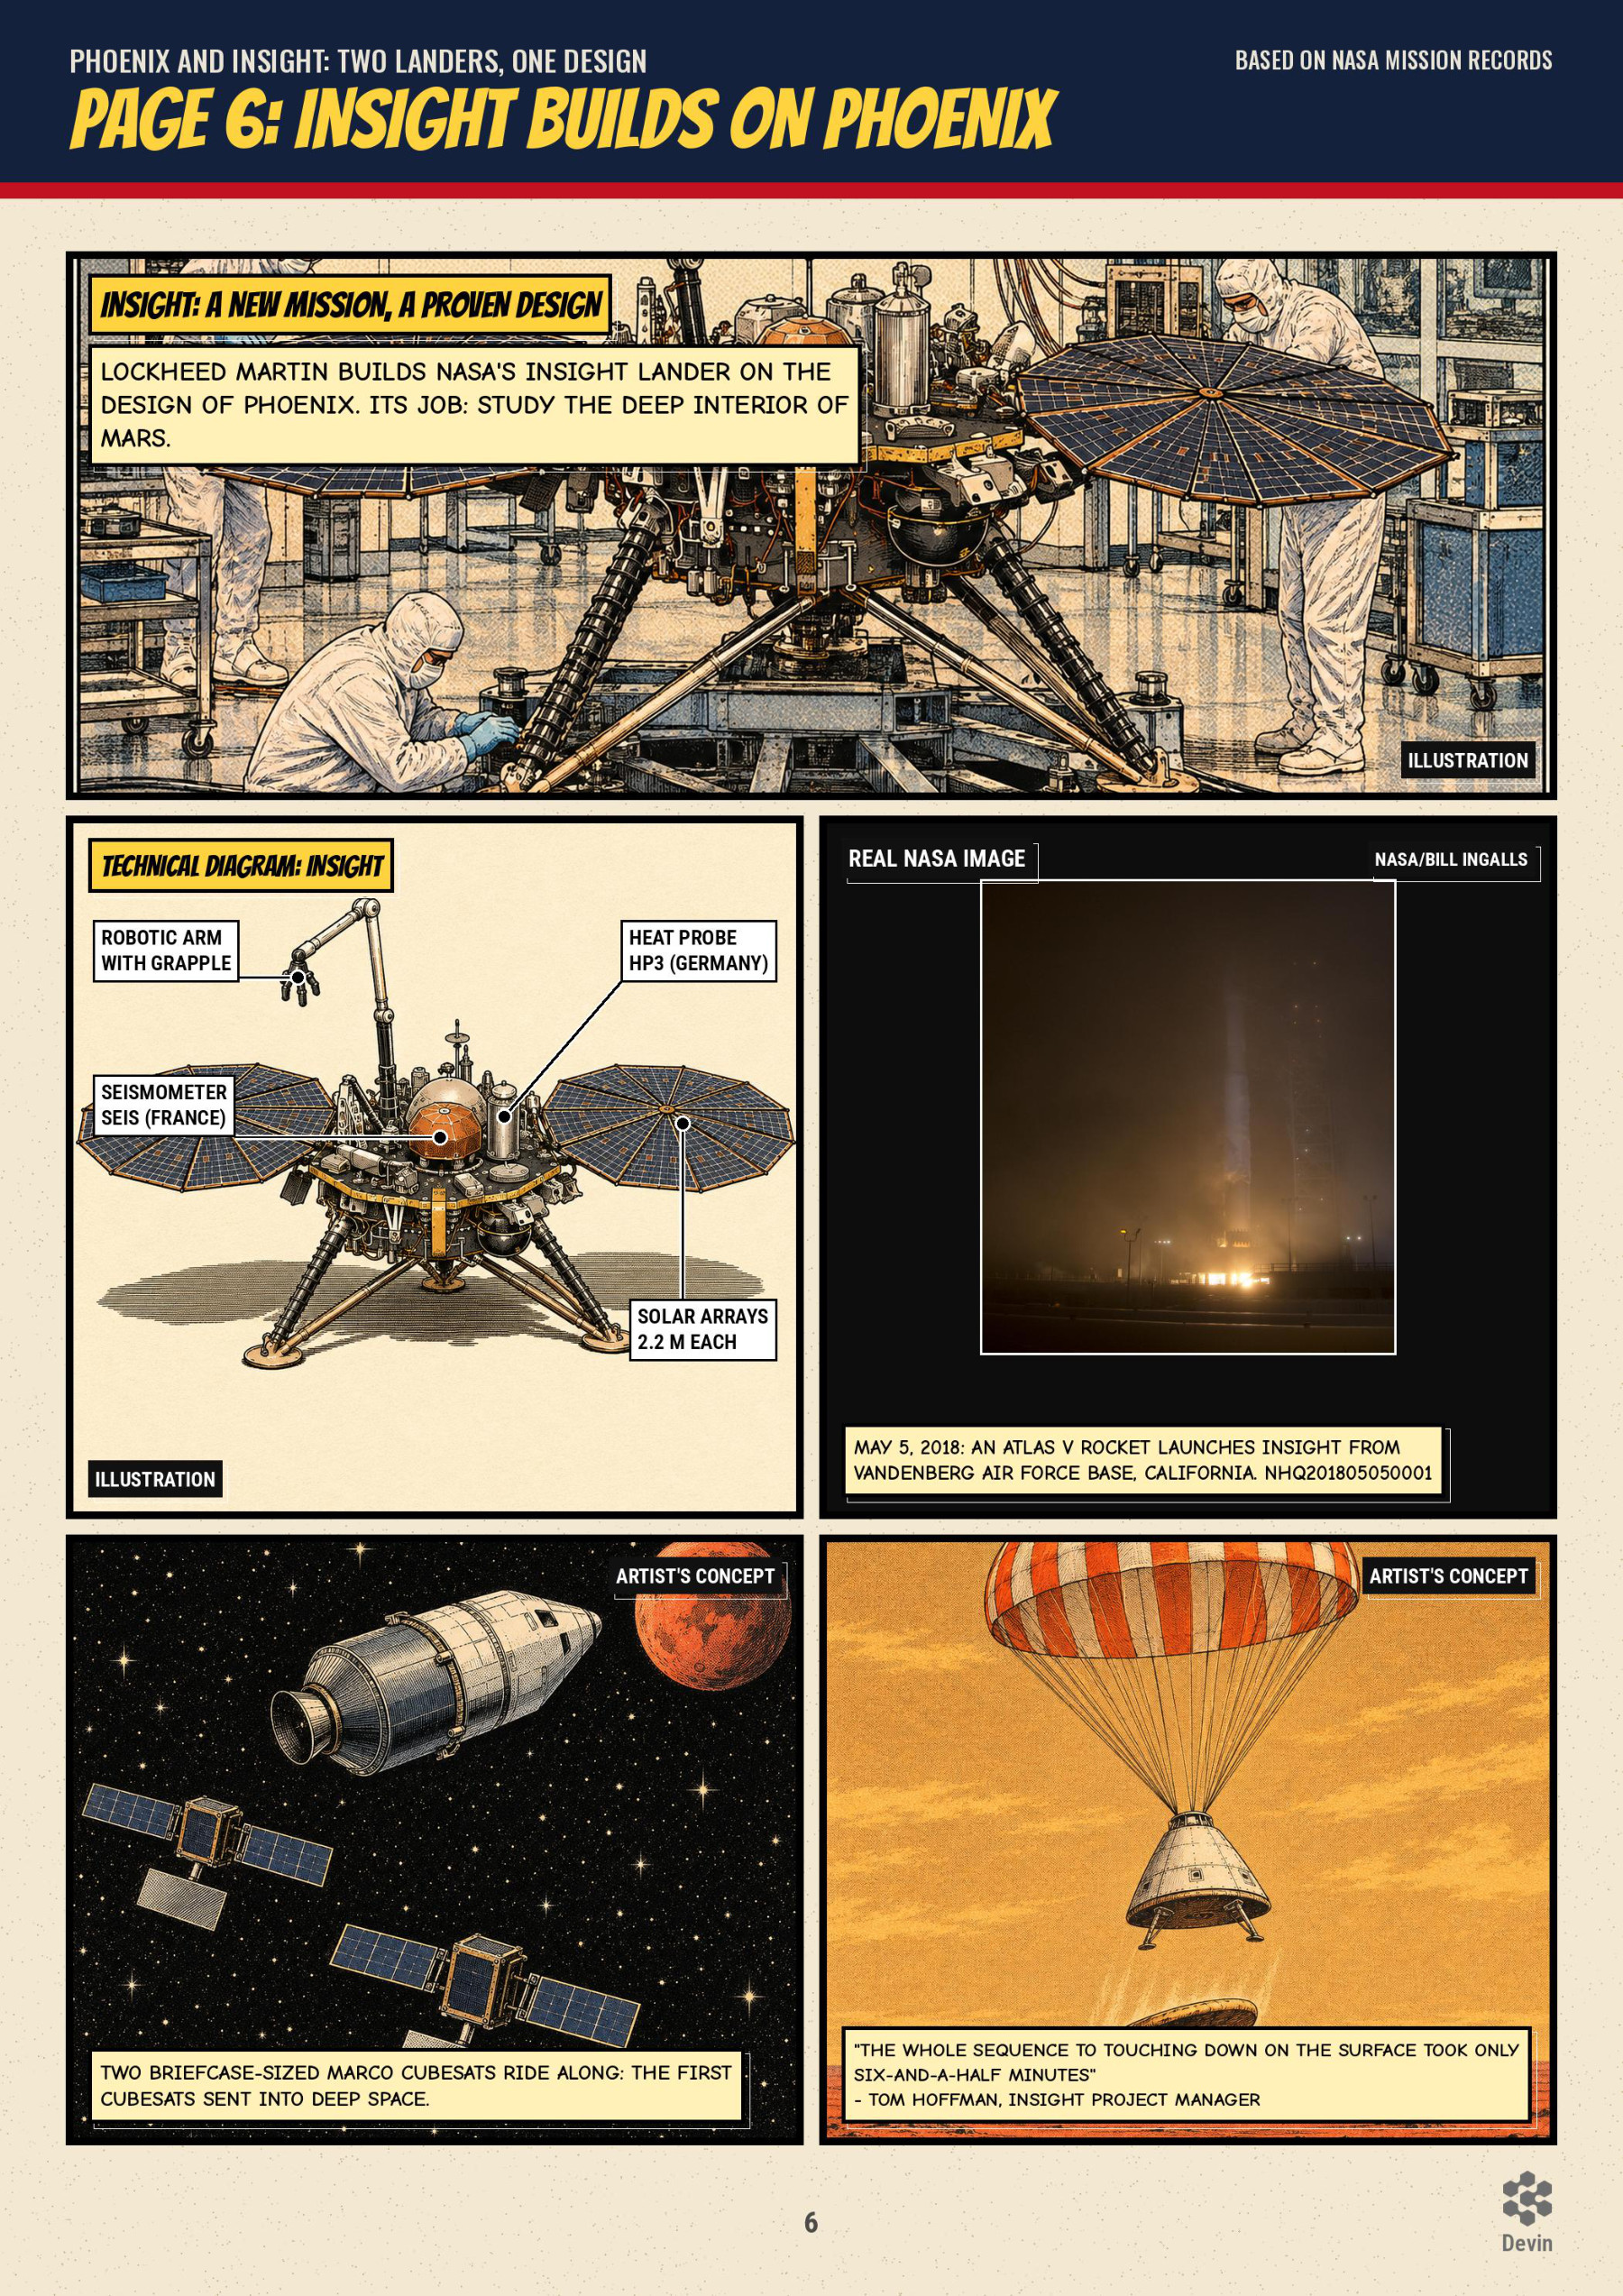 PHOENIX AND INSIGHT: TWO LANDERS, ONE DESIGN
BASED ON NASA MISSION RECORDS
PAGE 6: INSIGHT BUILDS ON PHOENIX
INSIGHT: A NEW MISSION, A PROVEN DESIGN
LOCKHEED MARTIN BUILDS NASA'S INSIGHT LANDER ON THE
DESIGN OF PHOENIX. ITS JOB: STUDY THE DEEP INTERIOR OF
MARS.
ILLUSTRATION
TECHNICAL DIAGRAM: INSIGHT
ROBOTIC ARM
WITH GRAPPLE
HEAT PROBE
HP3 (GERMANY)
SEISMOMETER
SEIS (FRANCE)
SOLAR ARRAYS
2.2 M EACH
ILLUSTRATION
REAL NASA IMAGE
NASA/BILL INGALLS
MAY 5, 2018: AN ATLAS V ROCKET LAUNCHES INSIGHT FROM
VANDENBERG AIR FORCE BASE, CALIFORNIA. NHQ201805050001
ARTIST'S CONCEPT
TWO BRIEFCASE-SIZED MARCO CUBESATS RIDE ALONG: THE FIRST
CUBESATS SENT INTO DEEP SPACE.
ARTIST'S CONCEPT
"THE WHOLE SEQUENCE TO TOUCHING DOWN ON THE SURFACE TOOK ONLY
SIX-AND-A-HALF MINUTES"
- TOM HOFFMAN, INSIGHT PROJECT MANAGER
6
Devin